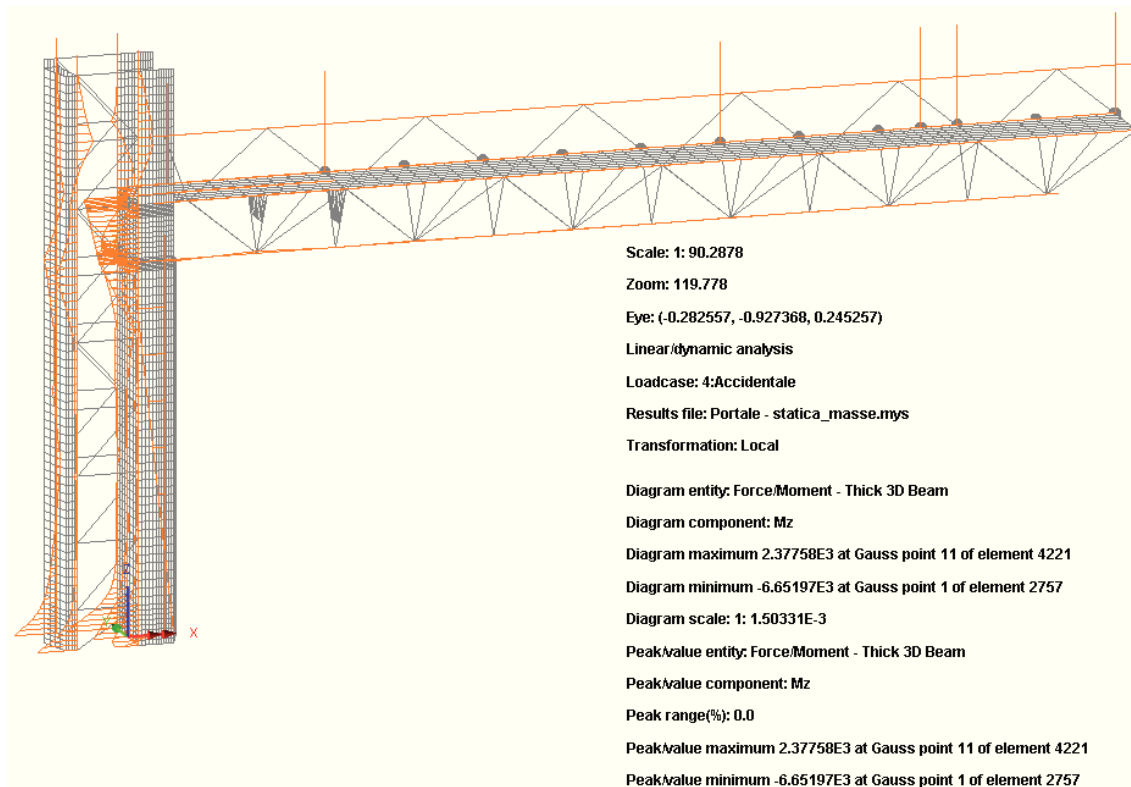 Scale: 1: 90.2878
Zoom: 119.778
Eye: (-0.282557, -0.927368, 0.245257)
Linear/dynamic analysis
Loadcase: 4:Accidentale
Results file: Portale - statica_masse.mys
Transformation: Local
Diagram entity: Force/Moment - Thick 3D Beam
Diagram component: Mz
Diagram maximum 2.37758E3 at Gauss point 11 of element 4221
Diagram minimum -6.65197E3 at Gauss point 1 of element 2757
Diagram scale: 1: 1.50331E-3
Peak/value entity: Force/Moment - Thick 3D Beam
Peak/value component: Mz
Peak range(%): 0.0
Peak/value maximum 2.37758E3 at Gauss point 11 of element 4221
Peak/value minimum -6.65197E3 at Gauss point 1 of element 2757
Z
Y
X